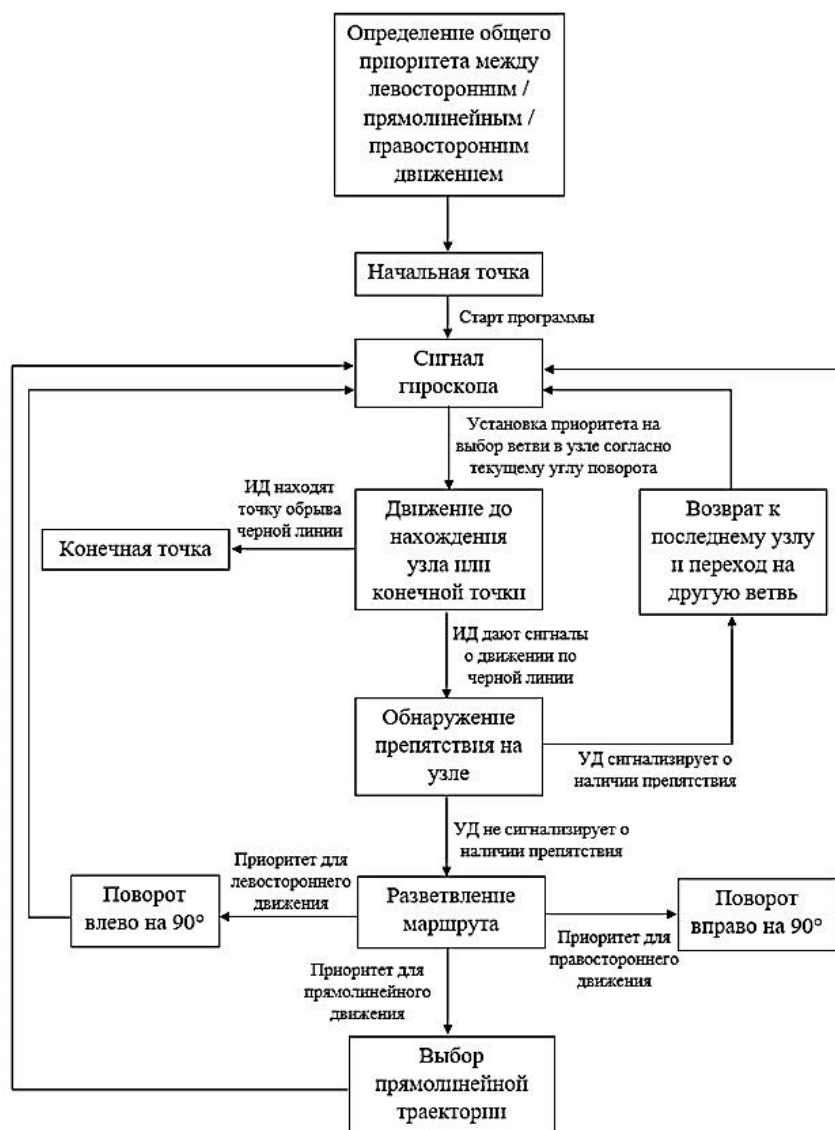 Определение общего
приоритета между
левосторонним /
прямолинейным /
правосторонним
движением
Начальная точка
Старт программы
Сигнал
гироскопа
Установка приоритета на
выбор ветви в узле согласно
текущему углу поворота
ИД находят
точку обрыва
черной линии
Конечная точка
Движение до
нахождения
узла или
конечной точки
Возврат к
последнему узлу
и переход на
другую ветвь
ИД дают сигналы
о движении по
черной линии
Обнаружение
препятствия на
узле
УД сигнализирует о
наличии препятствия
УД не сигнализирует о
наличии препятствия
Приоритет для
левостороннего
движения
Поворот
влево на 90°
Разветвление
маршрута
Поворот
вправо на 90°
Приоритет для
правостороннего
движения
Приоритет для
прямолинейного
движения
Выбор
прямолинейной
траектории